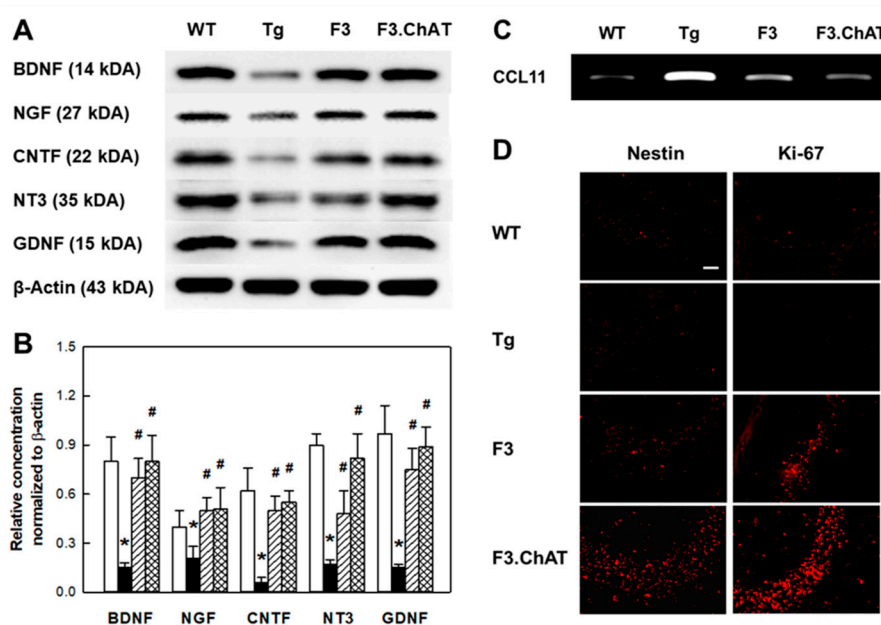 A
WT Tg F3 F3.ChAT
BDNF (14 kDA)
NGF (27 kDA)
CNTF (22 kDA)
NT3 (35 kDA)
GDNF (15 kDA)
β-Actin (43 kDA)
B
Relative concentration
normalized to β-actin
1.5
1.2
0.9
0.6
0.3
0.0
* # #
* # #
* # #
* # #
* # #
BDNF NGF CNTF NT3 GDNF
C
WT Tg F3 F3.ChAT
CCL11
D
Nestin Ki-67
WT
Tg
F3
F3.ChAT